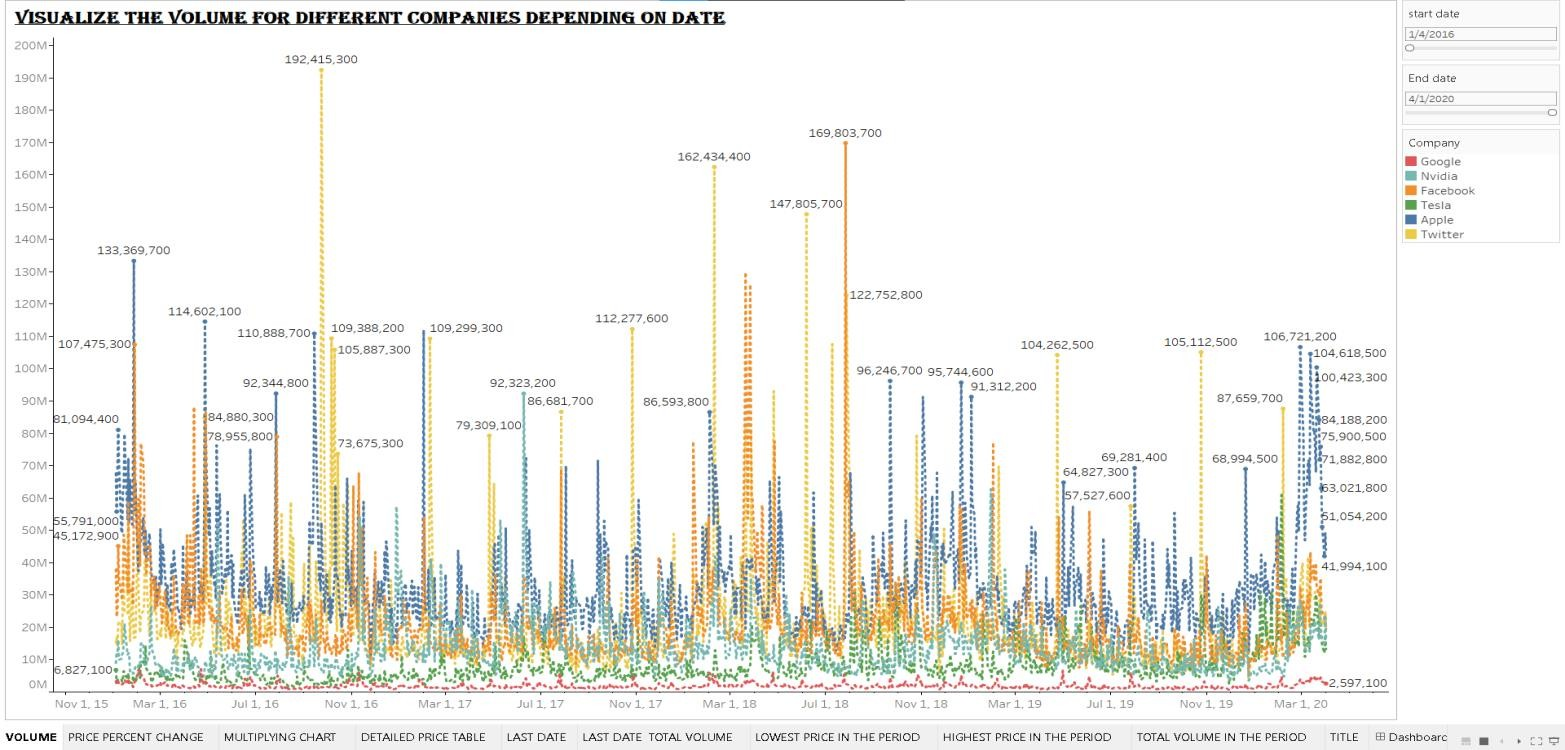 VISUALIZE THE VOLUME FOR DIFFERENT COMPANIES DEPENDING ON DATE
start date
1/4/2016
End date
4/1/2020
Company
Google
Nvidia
Facebook
Tesla
Apple
Twitter
200M
190M
180M
170M
160M
150M
140M
130M
120M
110M
100M
90M
80M
70M
60M
50M
40M
30M
20M
10M
0M
192,415,300
169,803,700
162,434,400
147,805,700
133,369,700
122,752,800
114,602,100
112,277,600
110,888,700
109,388,200
109,299,300
107,475,300
105,887,300
104,262,500
105,112,500
106,721,200
104,618,500
100,423,300
96,246,700
95,744,600
91,312,200
92,344,800
92,323,200
86,681,700
86,593,800
87,659,700
84,880,300
84,188,200
81,094,400
79,309,100
78,955,800
75,900,500
73,675,300
71,882,800
69,281,400
68,994,500
64,827,300
63,021,800
57,527,600
55,791,000
51,054,200
45,172,900
41,994,100
6,827,100
2,597,100
Nov 1, 15
Mar 1, 16
Jul 1, 16
Nov 1, 16
Mar 1, 17
Jul 1, 17
Nov 1, 17
Mar 1, 18
Jul 1, 18
Nov 1, 18
Mar 1, 19
Jul 1, 19
Nov 1, 19
Mar 1, 20
VOLUME
PRICE PERCENT CHANGE
MULTIPLYING CHART
DETAILED PRICE TABLE
LAST DATE
LAST DATE TOTAL VOLUME
LOWEST PRICE IN THE PERIOD
HIGHEST PRICE IN THE PERIOD
TOTAL VOLUME IN THE PERIOD
TITLE
Dashboard